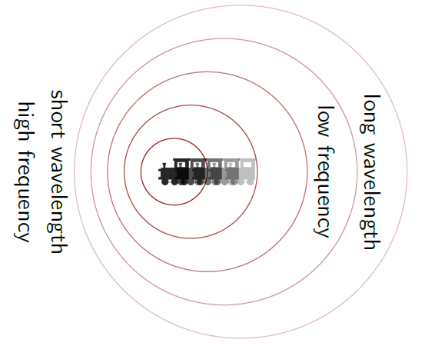 short wavelength
high frequency
long wavelength
low frequency